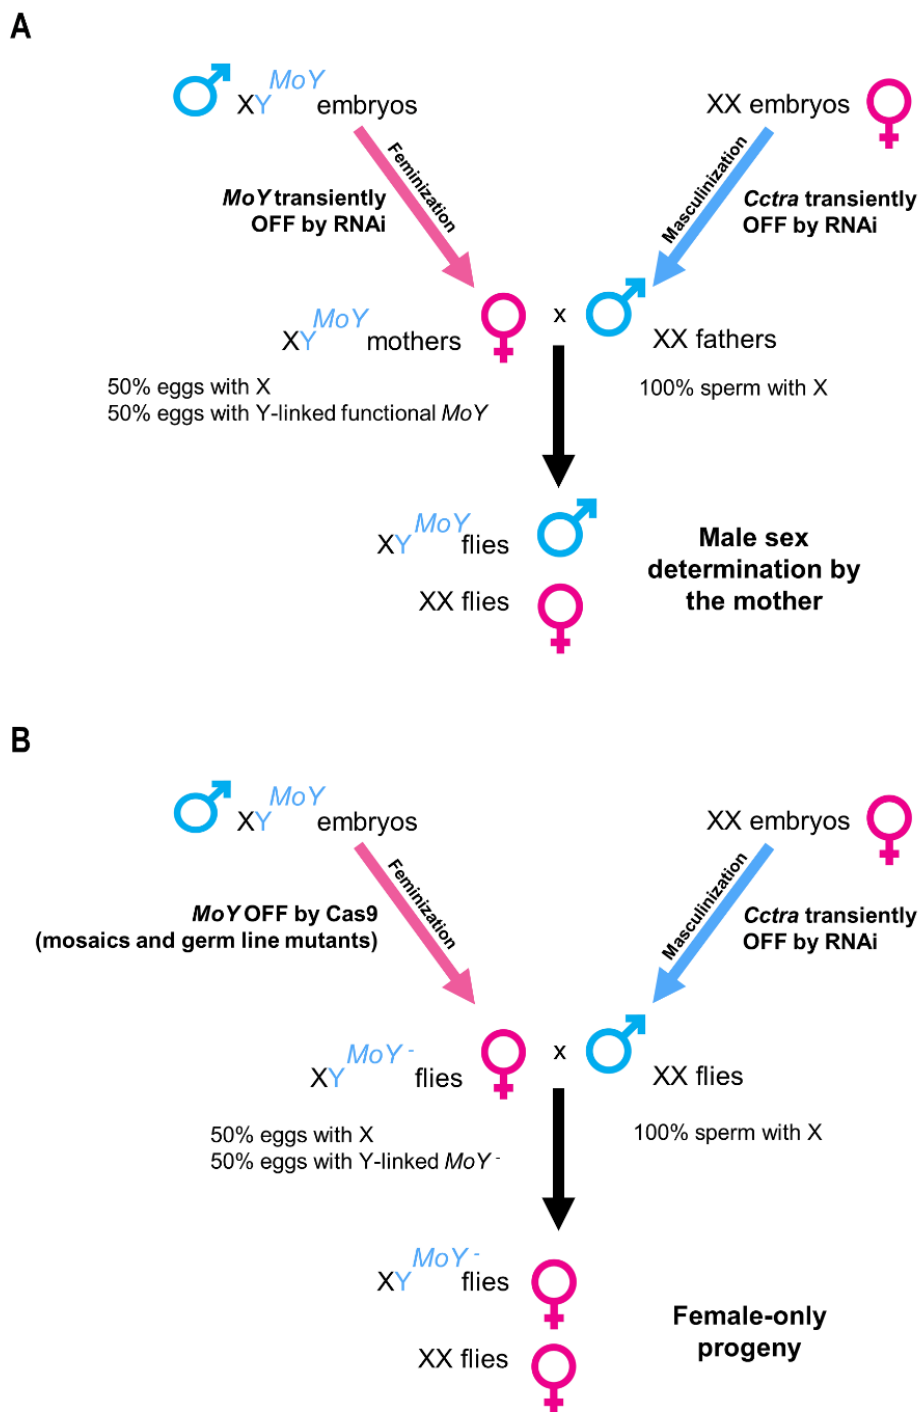 A
XY^MoY embryos
XX embryos
Feminization
Masculinization
MoY transiently
OFF by RNAi
Cctra transiently
OFF by RNAi
XY^MoY mothers
x
XX fathers
50% eggs with X
50% eggs with Y-linked functional MoY
100% sperm with X
XY^MoY flies
XX flies
Male sex
determination by
the mother
B
XY^MoY embryos
XX embryos
Feminization
Masculinization
MoY OFF by Cas9
(mosaics and germ line mutants)
Cctra transiently
OFF by RNAi
XY^MoY - flies
x
XX flies
50% eggs with X
50% eggs with Y-linked MoY -
100% sperm with X
XY^MoY - flies
XX flies
Female-only
progeny